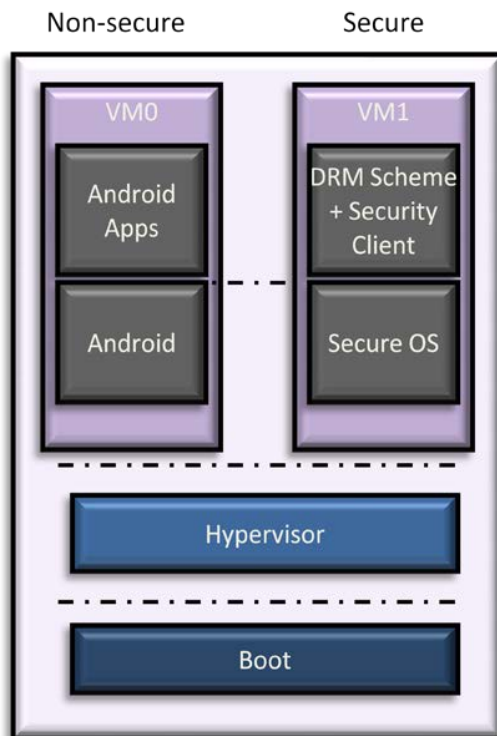 Non-secure
Secure
VM0
Android
Apps
Android
VM1
DRM Scheme
+ Security
Client
Secure OS
Hypervisor
Boot